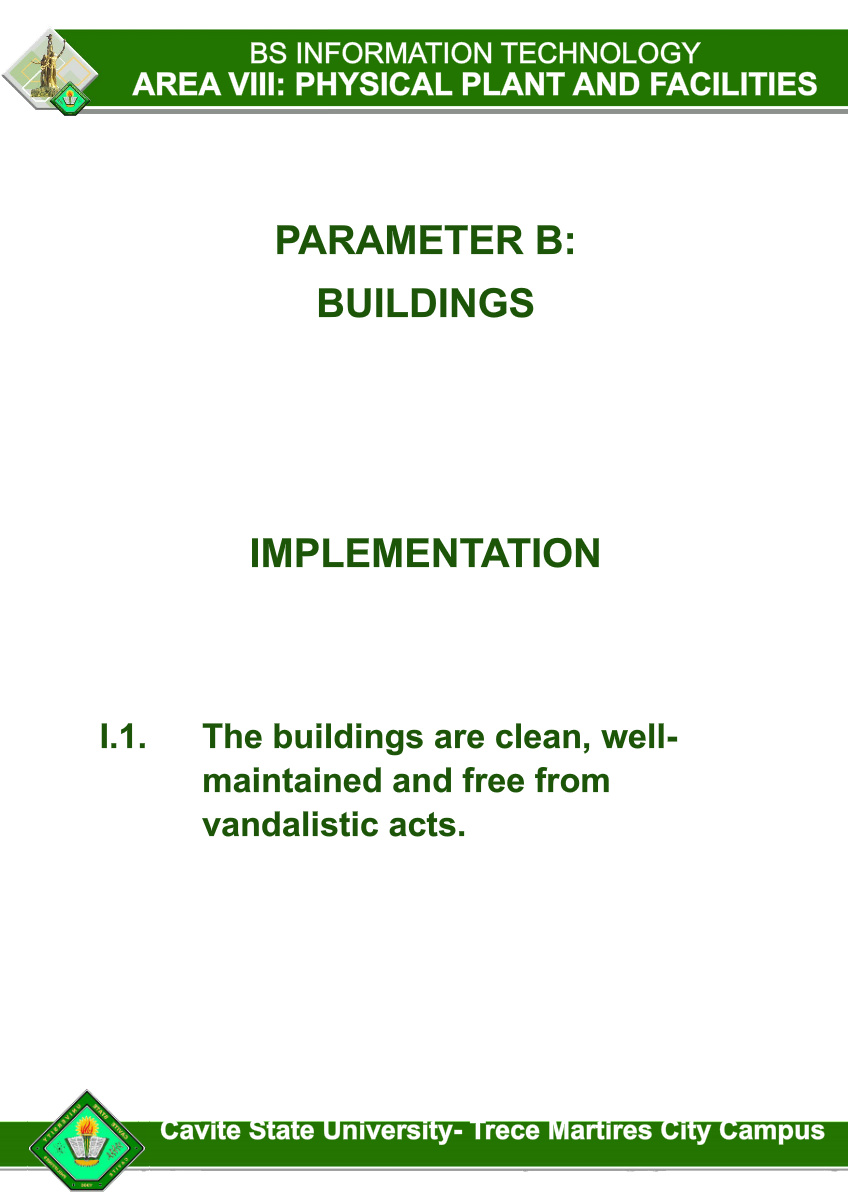 BS INFORMATION TECHNOLOGY
AREA VIII: PHYSICAL PLANT AND FACILITIES
PARAMETER B:
BUILDINGS
IMPLEMENTATION
I.1. The buildings are clean, well-
maintained and free from
vandalistic acts.
Cavite State University- Trece Martires City Campus